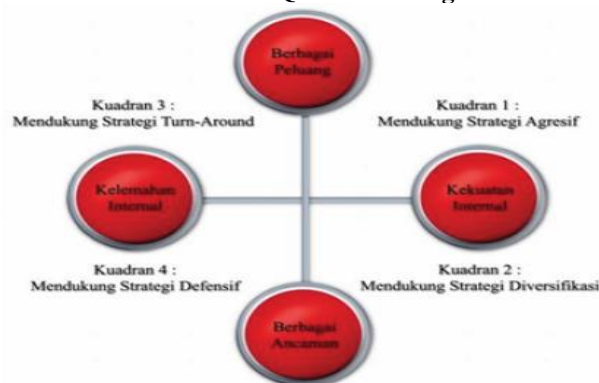 Berbagai
Peluang
Kuadran 3 :
Mendukung Strategi Turn-Around
Kuadran 1 :
Mendukung Strategi Agresif
Kelemahan
Internal
Kekuatan
Internal
Kuadran 4 :
Mendukung Strategi Defensif
Kuadran 2 :
Mendukung Strategi Diversifikasi
Berbagai
Ancaman